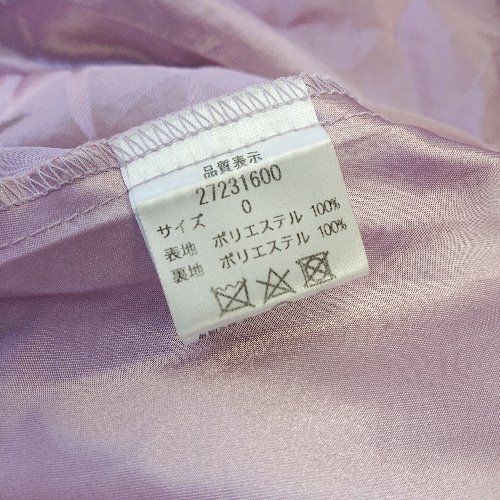 品質表示
27231600
サイズ 0
表地 ポリエステル 100%
裏地 ポリエステル 100%